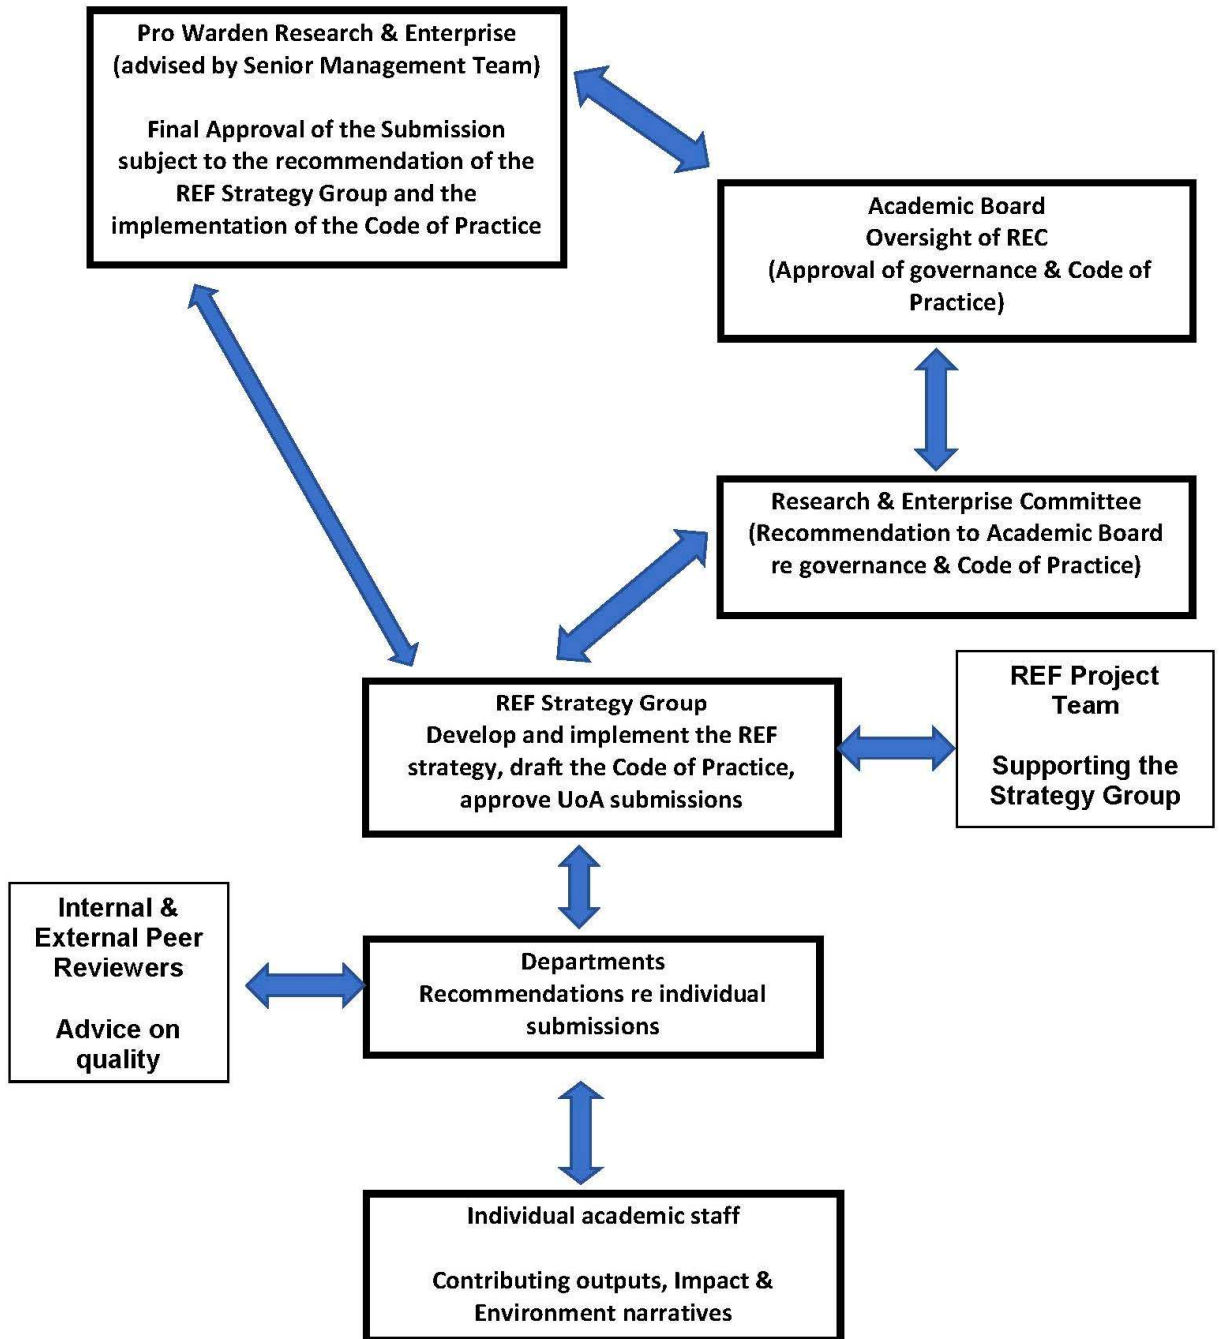 Pro Warden Research & Enterprise
(advised by Senior Management Team)
Final Approval of the Submission
subject to the recommendation of the
REF Strategy Group and the
implementation of the Code of Practice
Academic Board
Oversight of REC
(Approval of governance & Code of
Practice)
Research & Enterprise Committee
(Recommendation to Academic Board
re governance & Code of Practice)
REF Strategy Group
Develop and implement the REF
strategy, draft the Code of Practice,
approve UoA submissions
REF Project
Team
Supporting the
Strategy Group
Internal &
External Peer
Reviewers
Advice on
quality
Departments
Recommendations re individual
submissions
Individual academic staff
Contributing outputs, Impact &
Environment narratives